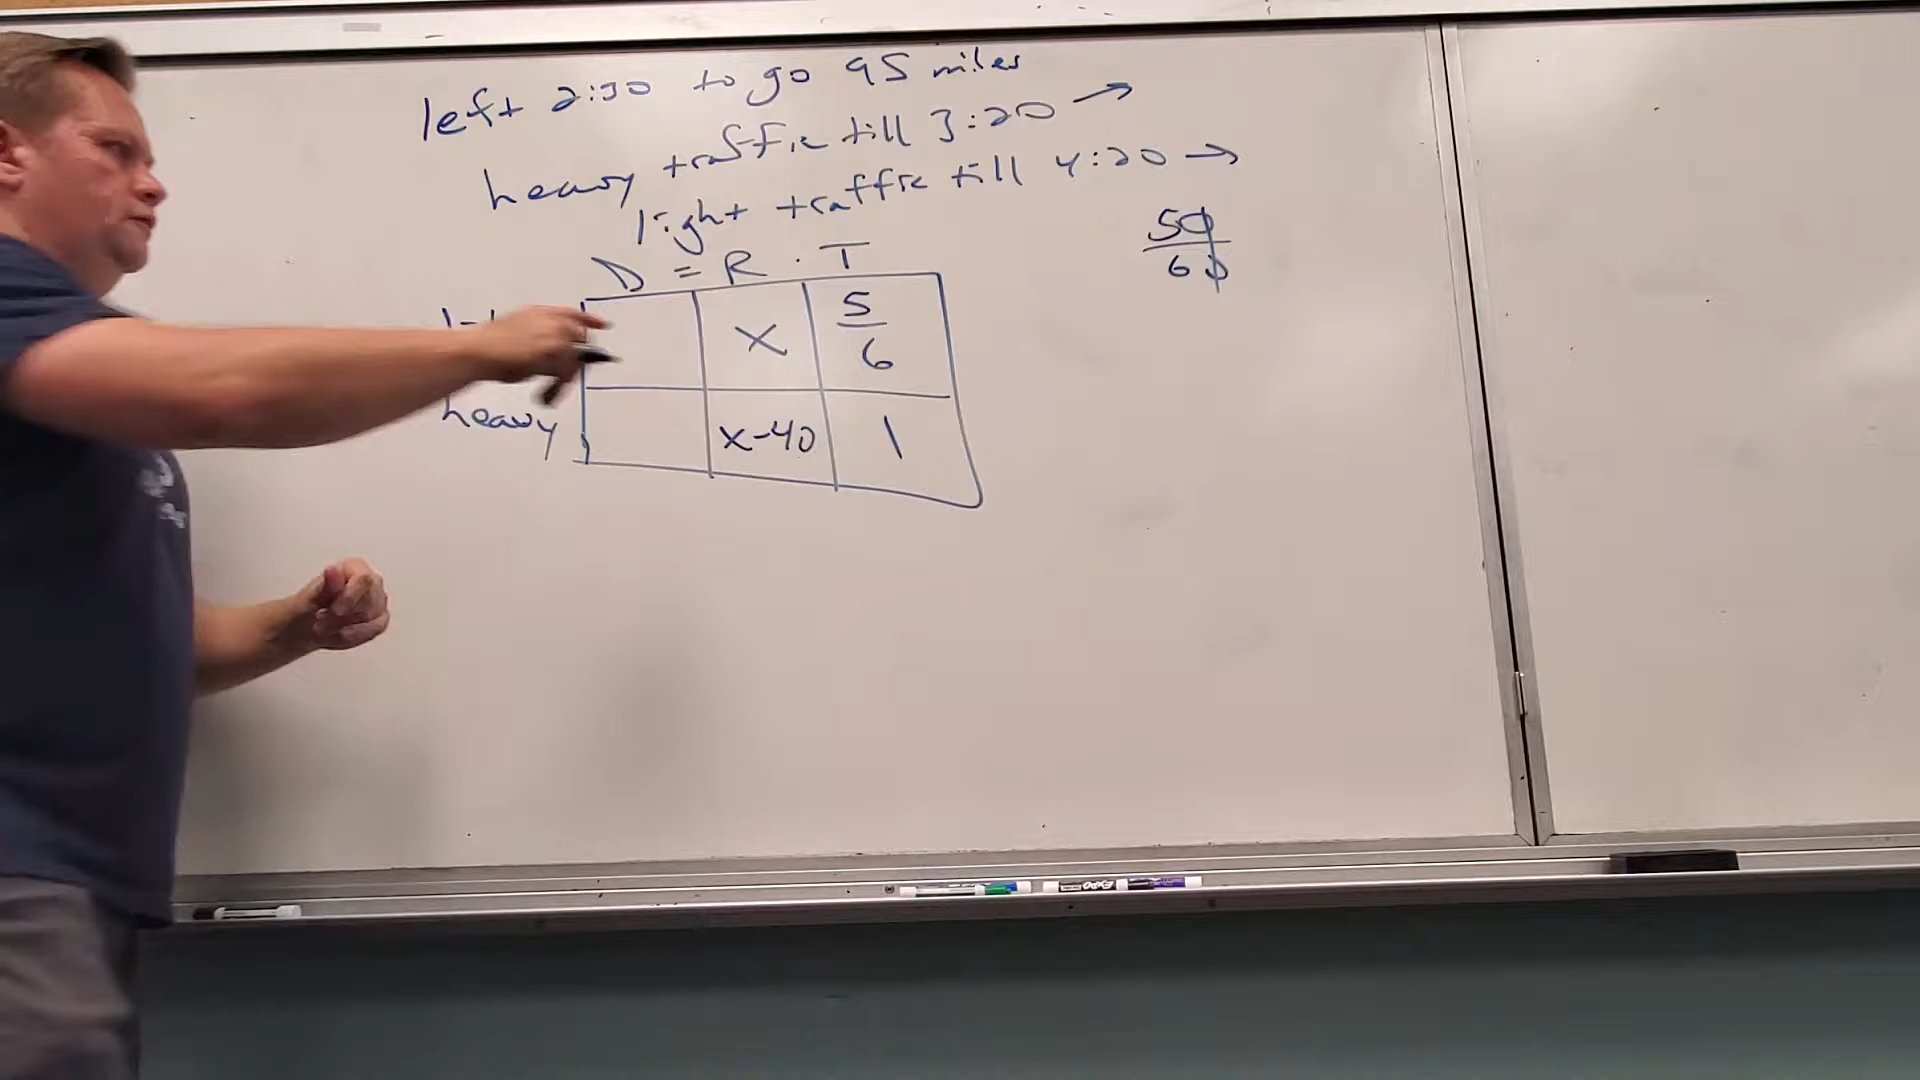 left 2:30 to go 95 miles
heavy traffic till 3:20 →
light traffic till 4:20 →
50
60
D = R · T
x 5/6
heavy x-40 1